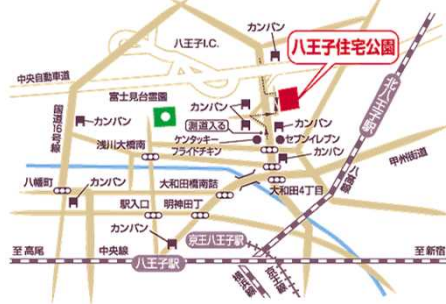 カンバン
八王子I.C.
八王子住宅公園
中央自動車道
富士見台霊園
カンバン
北八王子駅
国道16号線
カンバン
側道入る
ケンタッキー
フライドチキン
セブンイレブン
カンバン
浅川大橋南
甲州街道
八高線
八幡町
カンバン
大和田橋南詰
大和田4丁目
駅入口
明神田丁
カンバン
京王八王子駅
至高尾
中央線
八王子駅
至新宿
横浜線
京王線